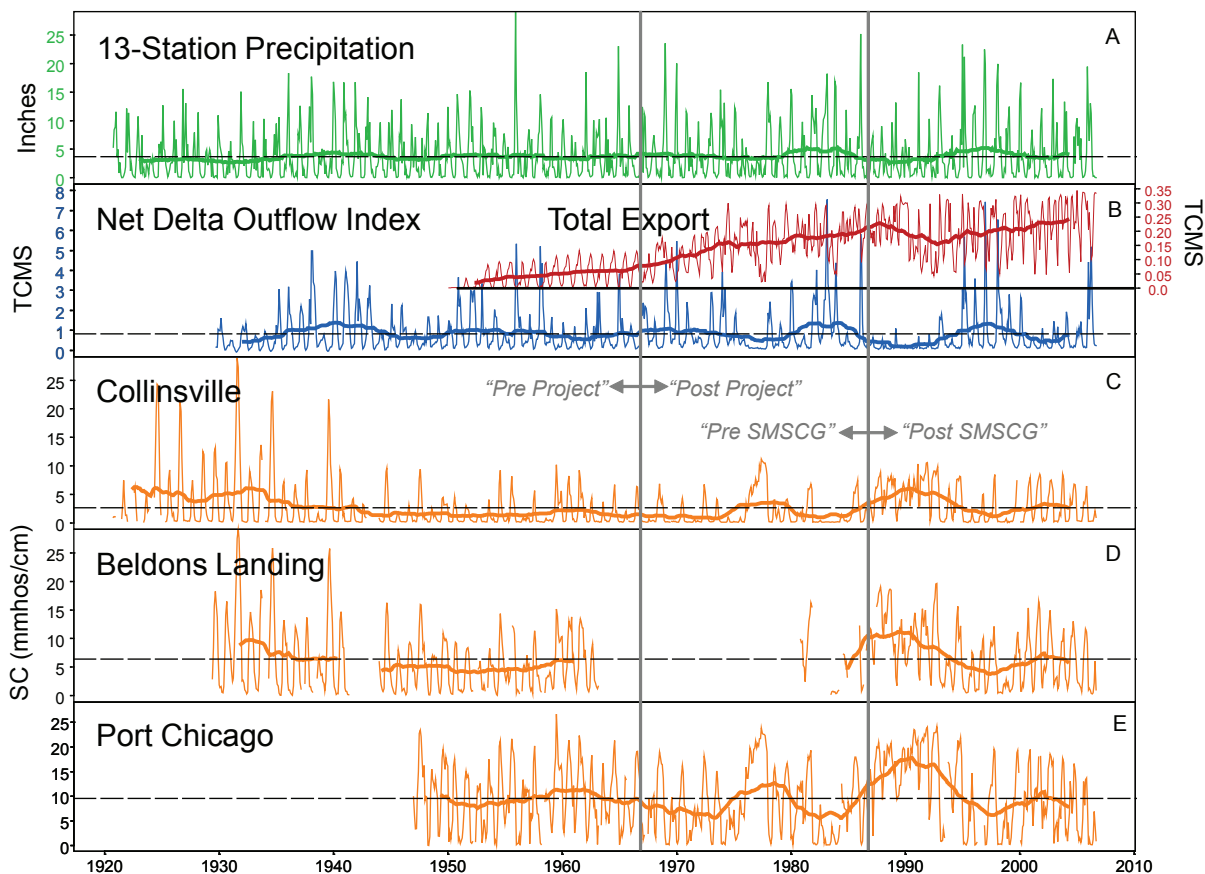 13-Station Precipitation
A
Inches
25
20
15
10
5
0
Net Delta Outflow Index
Total Export
B
TCMS
8
7
6
5
4
3
2
1
0
0.35
0.30
0.25
0.20
0.15
0.10
0.05
0.0
TCMS
Collinsville
C
“Pre Project”
“Post Project”
“Pre SMSCG”
“Post SMSCG”
25
20
15
10
5
0
SC (mmhos/cm)
Beldons Landing
D
25
20
15
10
5
0
Port Chicago
E
25
20
15
10
5
0
1920 1930 1940 1950 1960 1970 1980 1990 2000 2010